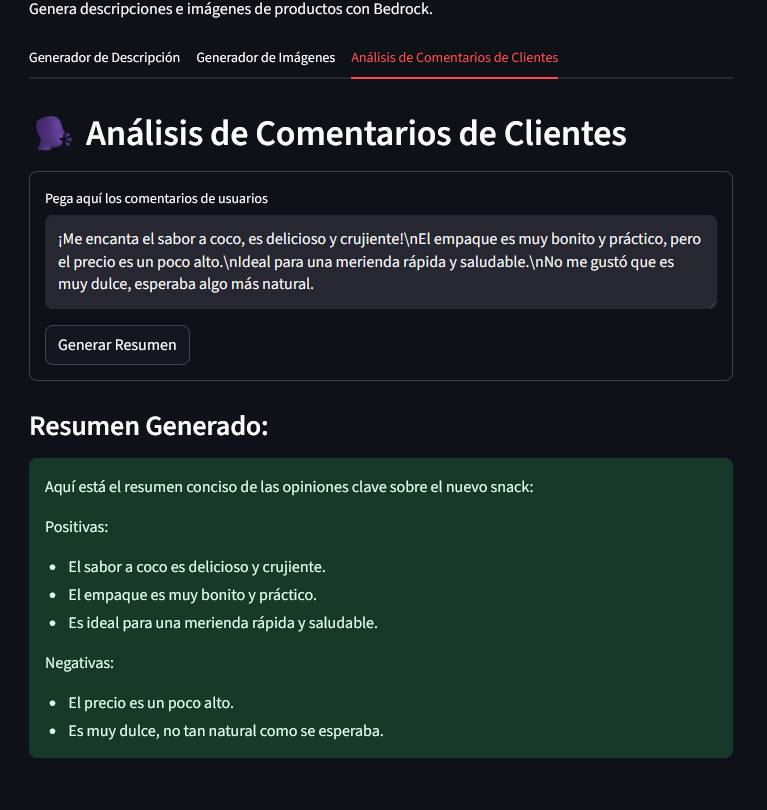 Genera descripciones e imágenes de productos con Bedrock.
Generador de Descripción Generador de Imágenes Análisis de Comentarios de Clientes
Análisis de Comentarios de Clientes
Pega aquí los comentarios de usuarios
¡Me encanta el sabor a coco, es delicioso y crujiente!\nEl empaque es muy bonito y práctico, pero
el precio es un poco alto.\nIdeal para una merienda rápida y saludable.\nNo me gustó que es
muy dulce, esperaba algo más natural.
Generar Resumen
Resumen Generado:
Aquí está el resumen conciso de las opiniones clave sobre el nuevo snack:
Positivas:
• El sabor a coco es delicioso y crujiente.
• El empaque es muy bonito y práctico.
• Es ideal para una merienda rápida y saludable.
Negativas:
• El precio es un poco alto.
• Es muy dulce, no tan natural como se esperaba.